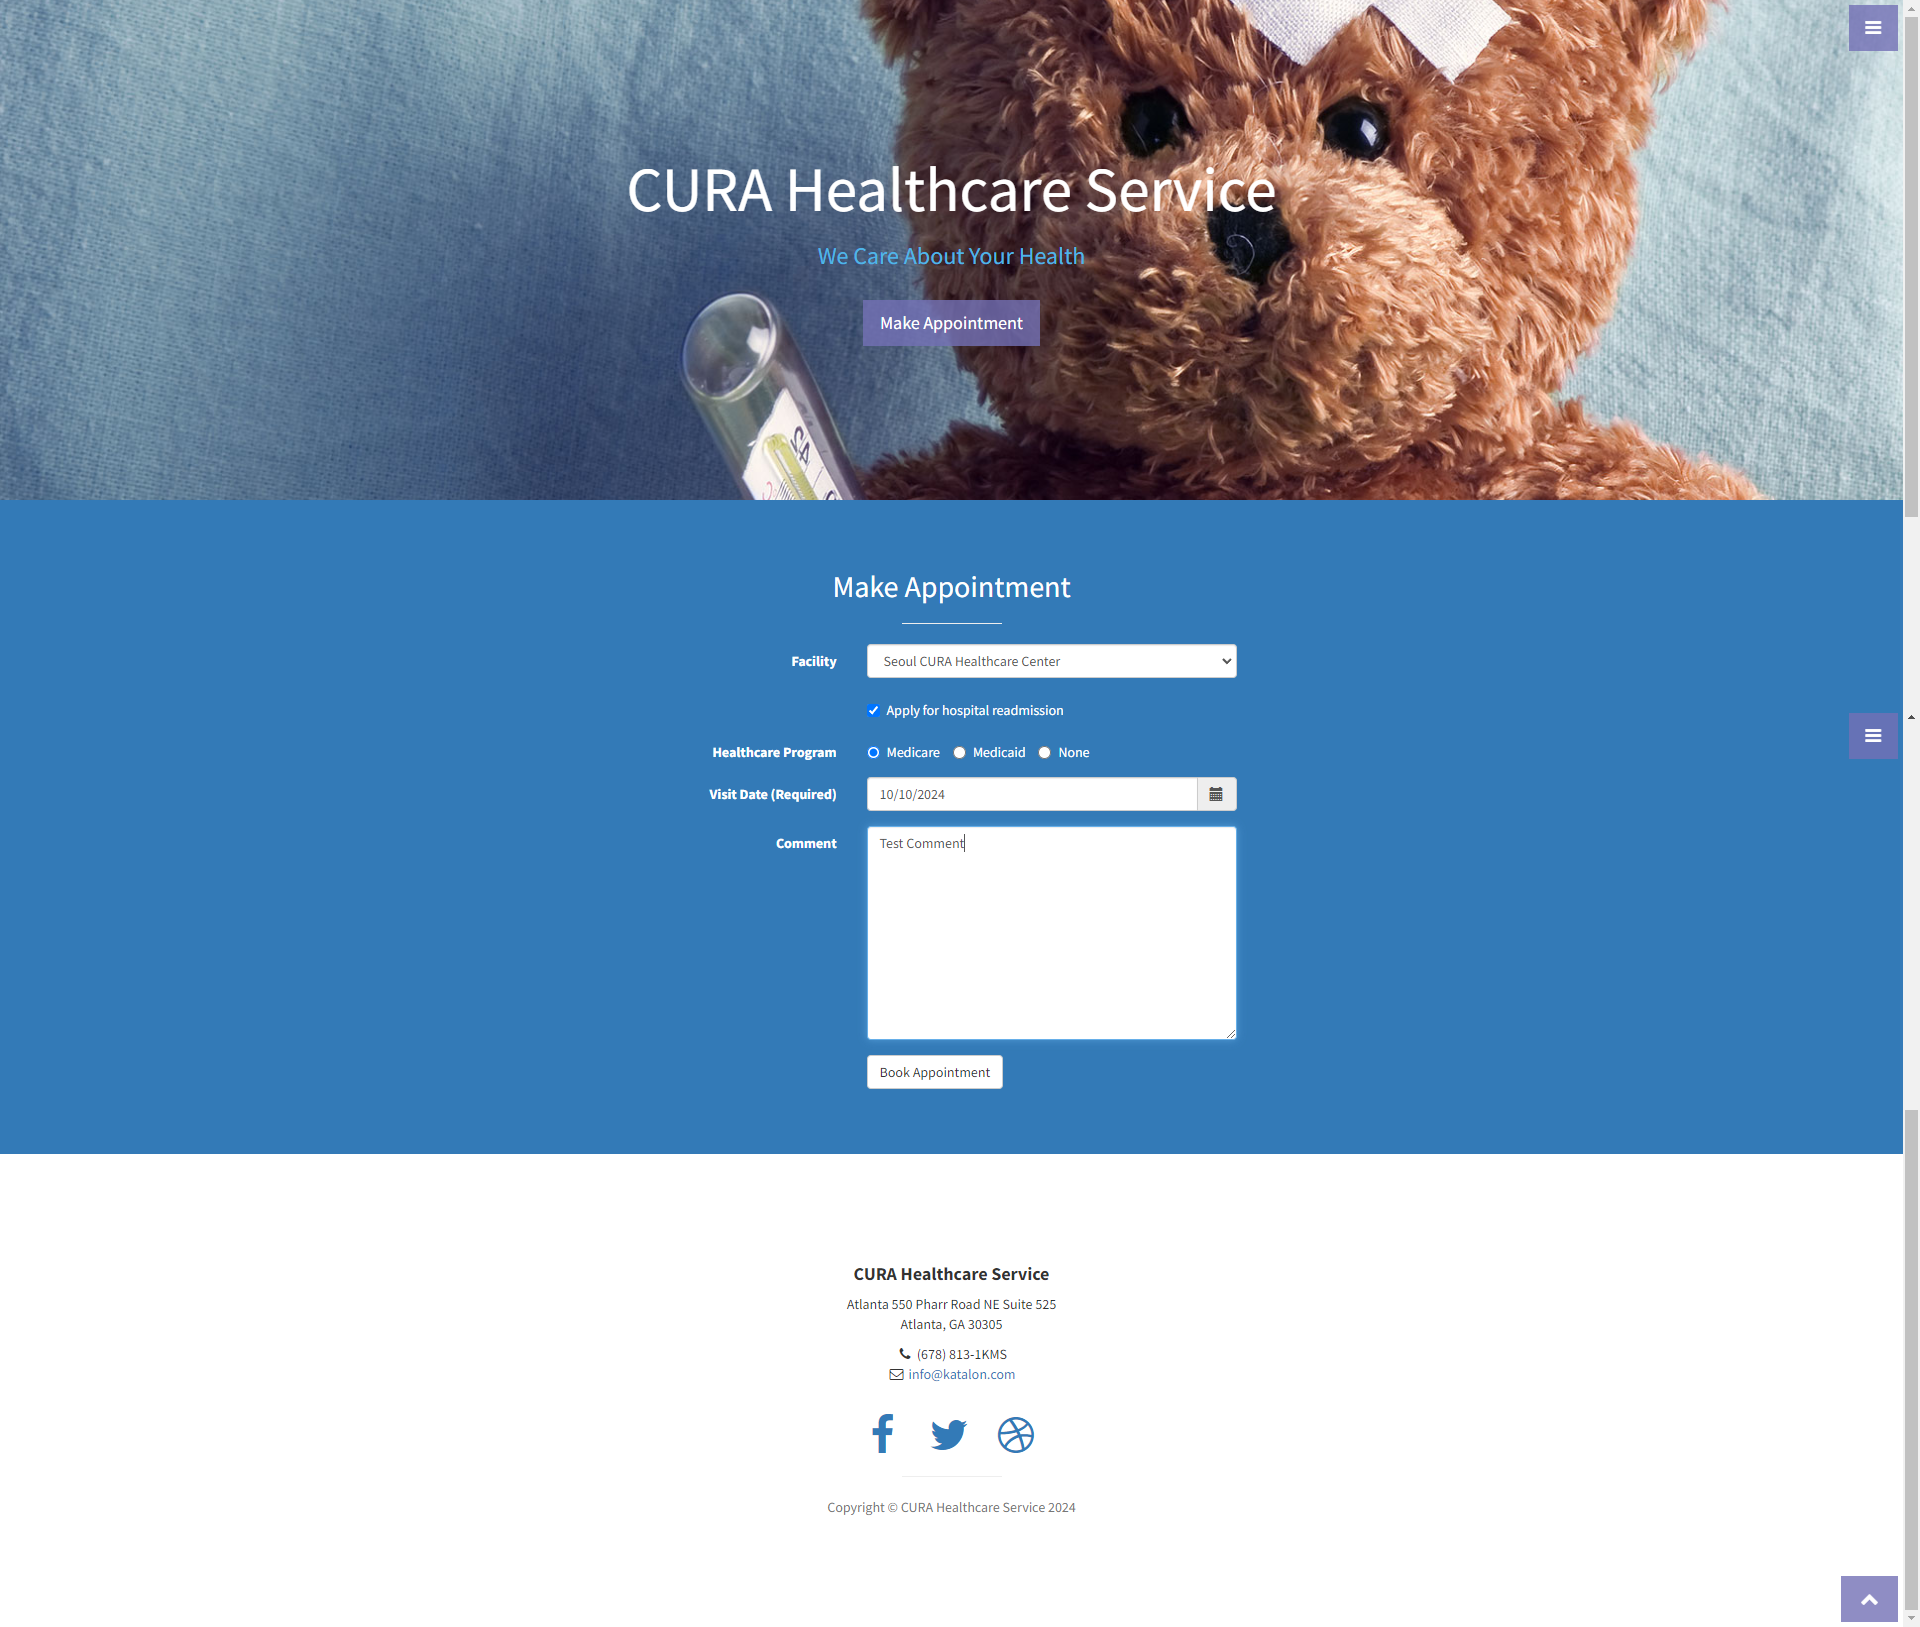 CURA Healthcare Service
We Care About Your Health
Make Appointment
Make Appointment
Facility
Seoul CURA Healthcare Center
Apply for hospital readmission
Healthcare Program
Medicare
Medicaid
None
Visit Date (Required)
10/10/2024
Comment
Test Comment
Book Appointment
CURA Healthcare Service
Atlanta 550 Pharr Road NE Suite 525
Atlanta, GA 30305
(678) 813-1KMS
info@katalon.com
Copyright © CURA Healthcare Service 2024